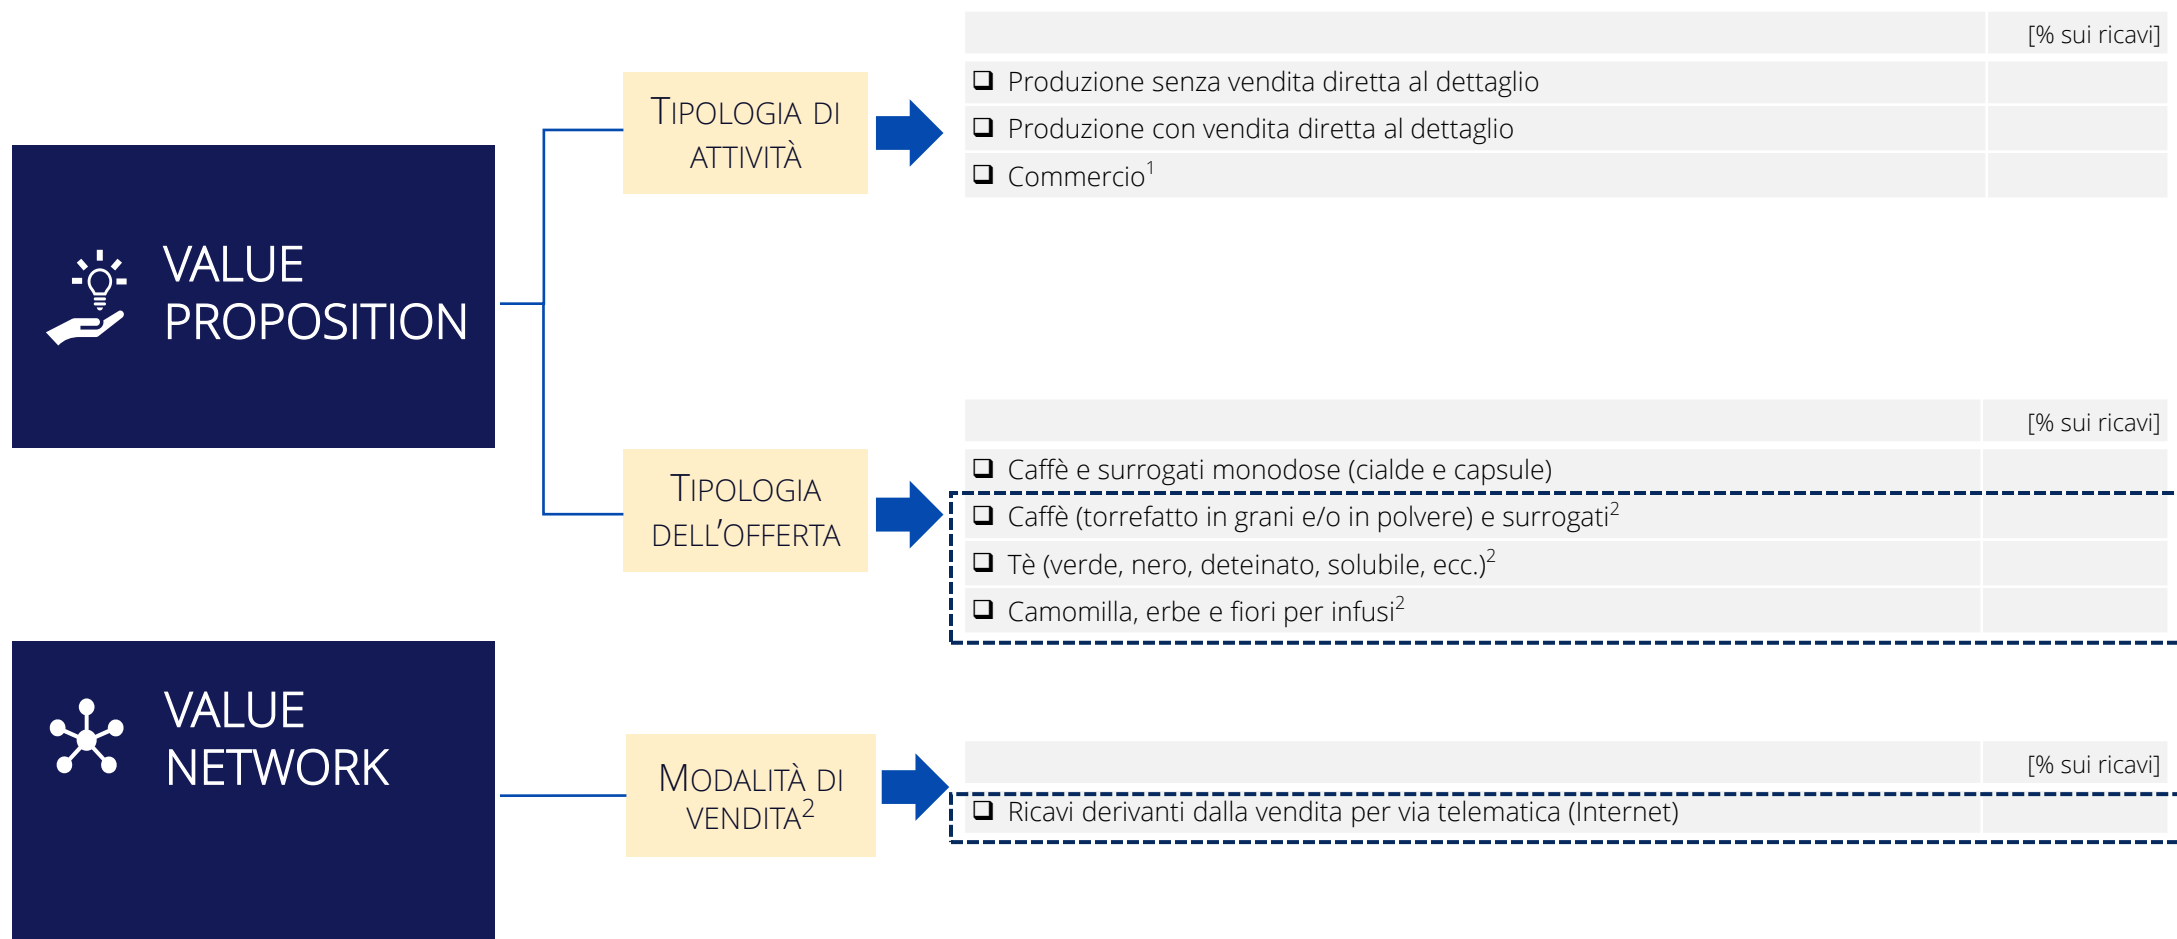 VALUE
PROPOSITION
TIPOLOGIA DI
ATTIVITÀ
[% sui ricavi]
❑ Produzione senza vendita diretta al dettaglio
❑ Produzione con vendita diretta al dettaglio
❑ Commercio¹
TIPOLOGIA
DELL'OFFERTA
[% sui ricavi]
❑ Caffè e surrogati monodose (cialde e capsule)
❑ Caffè (torrefatto in grani e/o in polvere) e surrogati²
❑ Tè (verde, nero, deteinato, solubile, ecc.)²
❑ Camomilla, erbe e fiori per infusi²
VALUE
NETWORK
MODALITÀ DI
VENDITA²
[% sui ricavi]
❑ Ricavi derivanti dalla vendita per via telematica (Internet)